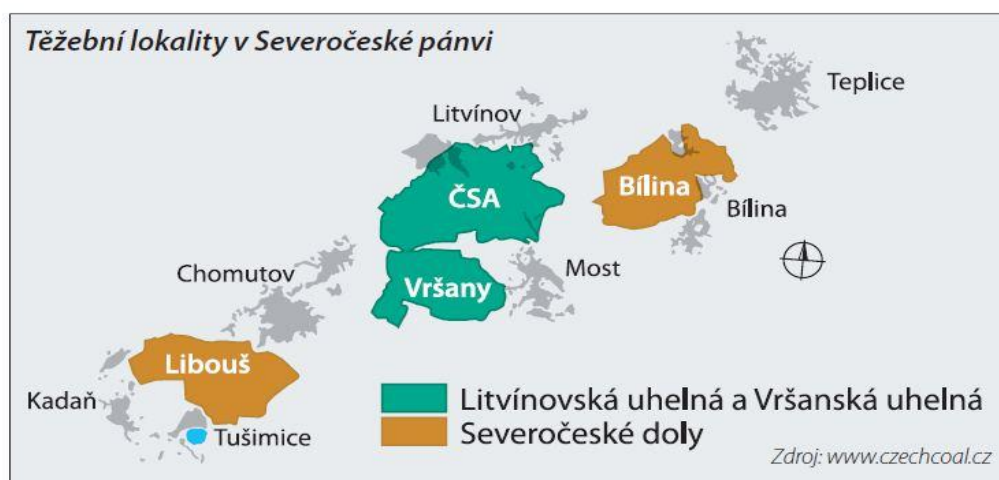 Těžební lokality v Severočeské pánvi
Teplice
Litvínov
ČSA
Bílina
Bílina
Chomutov
Most
Vršany
Libouš
Kadaň
Tušimice
Litvínovská uhelná a Vršanská uhelná
Severočeské doly
Zdroj: www.czechcoal.cz